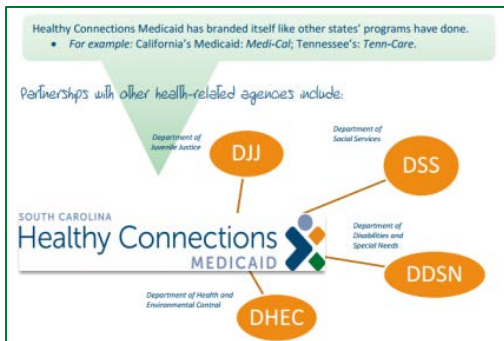 Healthy Connections Medicaid has branded itself like other states' programs have done.
• For example: California's Medicaid: Medi-Cal; Tennessee's: Tenn-Care.
Partnerships with other health-related agencies include:
Department of
Juvenile Justice
DJJ
Department of
Social Services
DSS
SOUTH CAROLINA
Healthy Connections
MEDICAID
Department of
Disabilities and
Special Needs
DDSN
Department of Health and
Environmental Control
DHEC